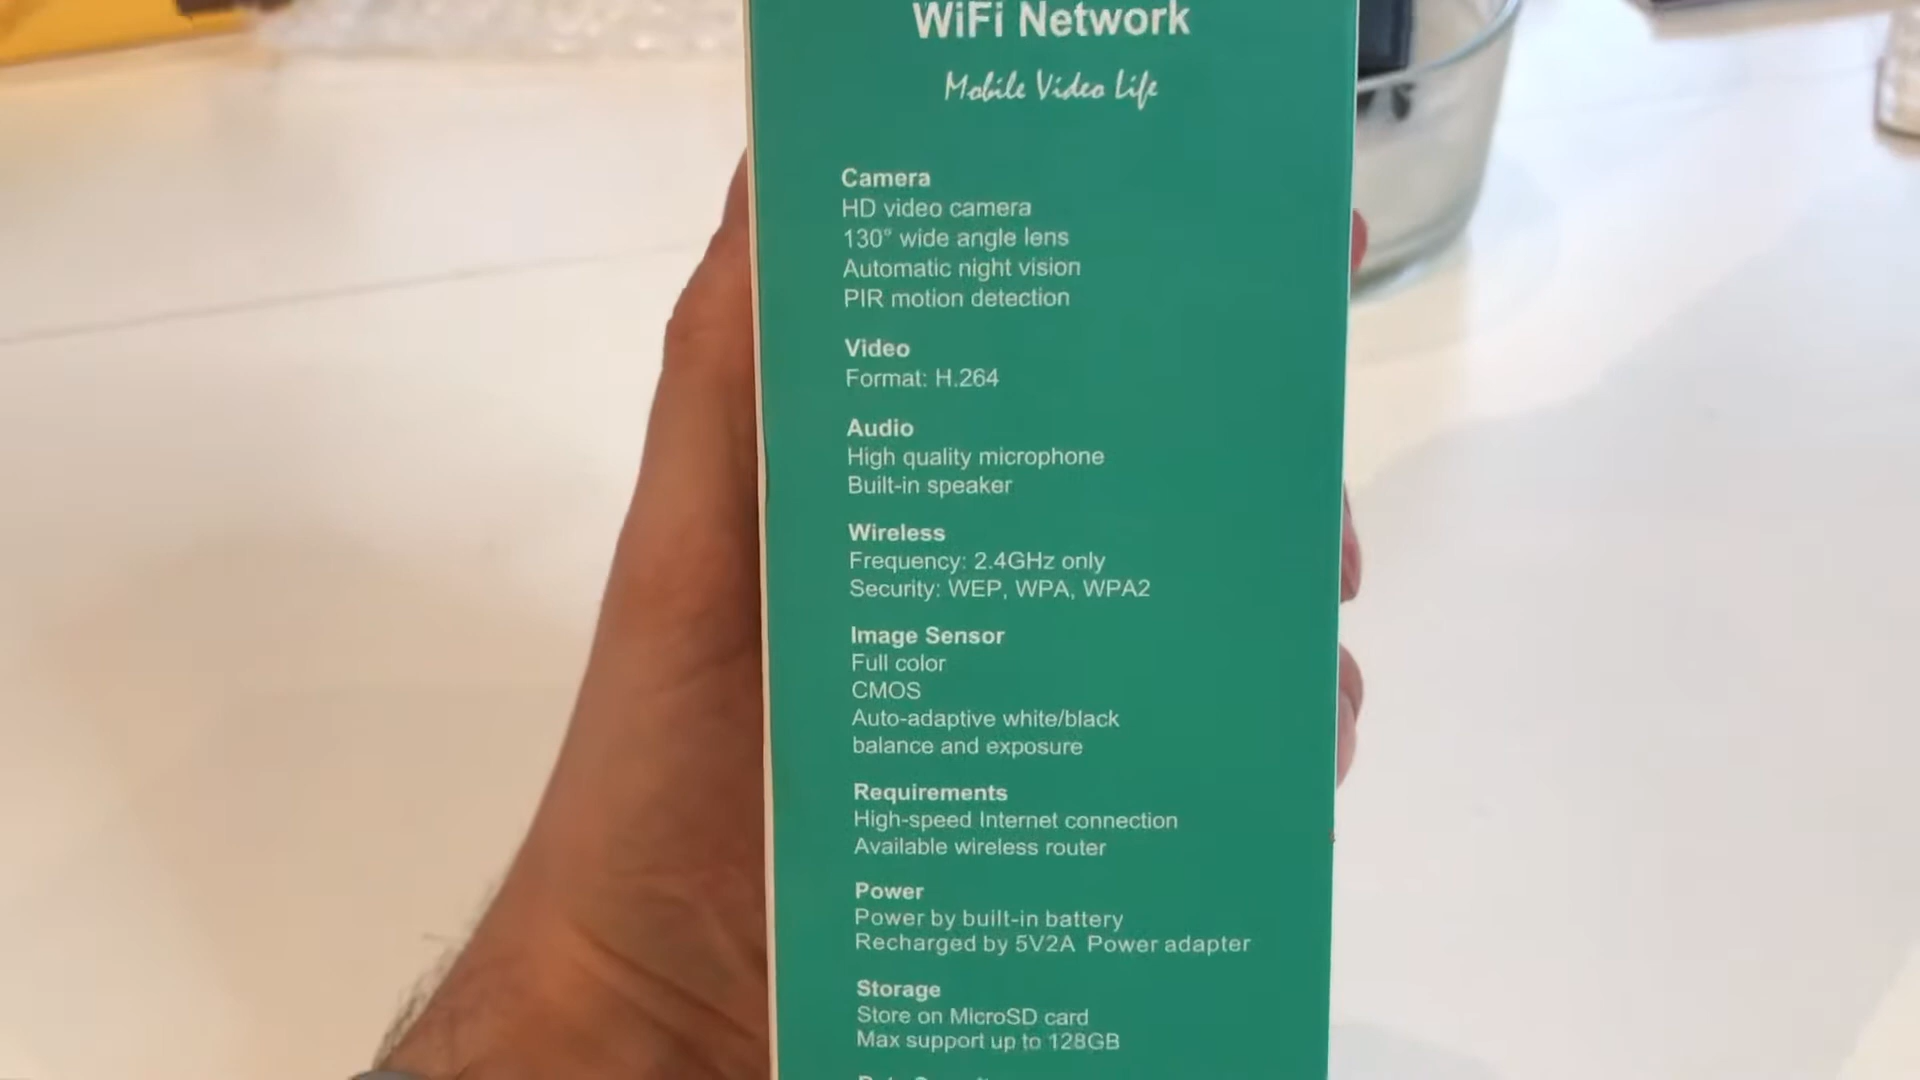 WiFi Network
Mobile Video Life
Camera
HD video camera
130° wide angle lens
Automatic night vision
PIR motion detection
Video
Format: H.264
Audio
High quality microphone
Built-in speaker
Wireless
Frequency: 2.4GHz only
Security: WEP, WPA, WPA2
Image Sensor
Full color
CMOS
Auto-adaptive white/black
balance and exposure
Requirements
High-speed Internet connection
Available wireless router
Power
Power by built-in battery
Recharged by 5V2A Power adapter
Storage
Store on MicroSD card
Max support up to 128GB